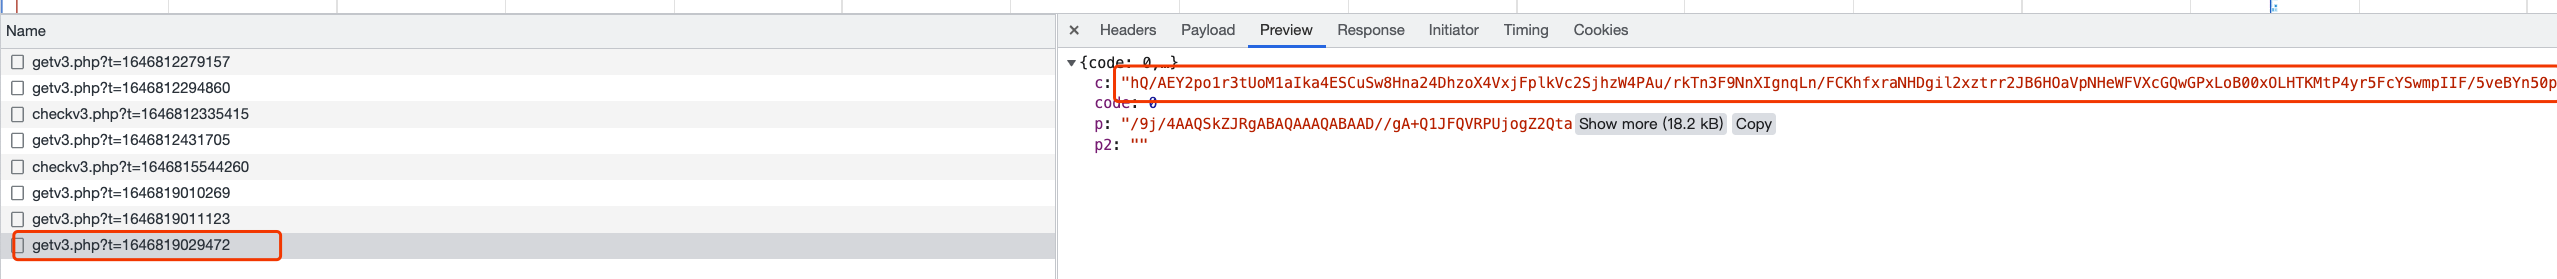 Name
getv3.php?t=1646812279157
getv3.php?t=1646812294860
checkv3.php?t=1646812335415
getv3.php?t=1646812431705
checkv3.php?t=1646815544260
getv3.php?t=1646819010269
getv3.php?t=1646819011123
getv3.php?t=1646819029472
× Headers Payload Preview Response Initiator Timing Cookies
▼{code: 0,…}
c: "hQ/AEY2po1r3tUoM1aIka4ESCuSw8Hna24DhzoX4VxjFplkVc2SjhzW4PAu/rkTn3F9NnXIgnqLn/FCKhfxraNHDgil2xztrr2JB6HOaVpNHeWFVXcGQwGPxLoB00xOLHTKMtP4yr5FcYSwmpIIF/5veBYn50p
code: 0
p: "/9j/4AAQSkZJRgABAQAAAQABAAD//gA+Q1JFQVRPUjogZ2Qta Show more (18.2 kB) Copy
p2: ""